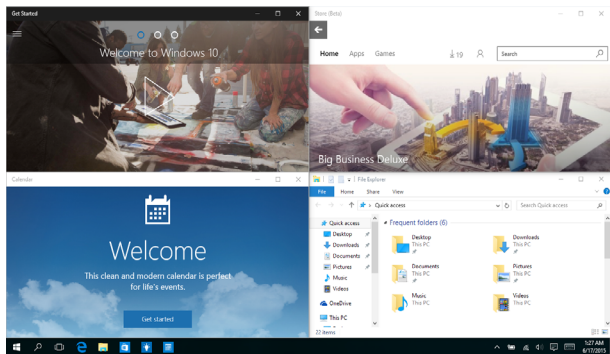 Get Started
Welcome to Windows 10
Store (Beta)
Home Apps Games
19
Search
Big Business Deluxe
Calendar
Welcome
This clean and modern calendar is perfect
for life's events.
Get started
File Explorer
File Home Share View
Quick access
Search Quick access
Quick access
Desktop
Downloads
Documents
Pictures
Music
Videos
OneDrive
This PC
Frequent folders (6)
Desktop
This PC
Downloads
This PC
Documents
This PC
Pictures
This PC
Music
This PC
Videos
This PC
22 items
1:27 AM
6/17/2015